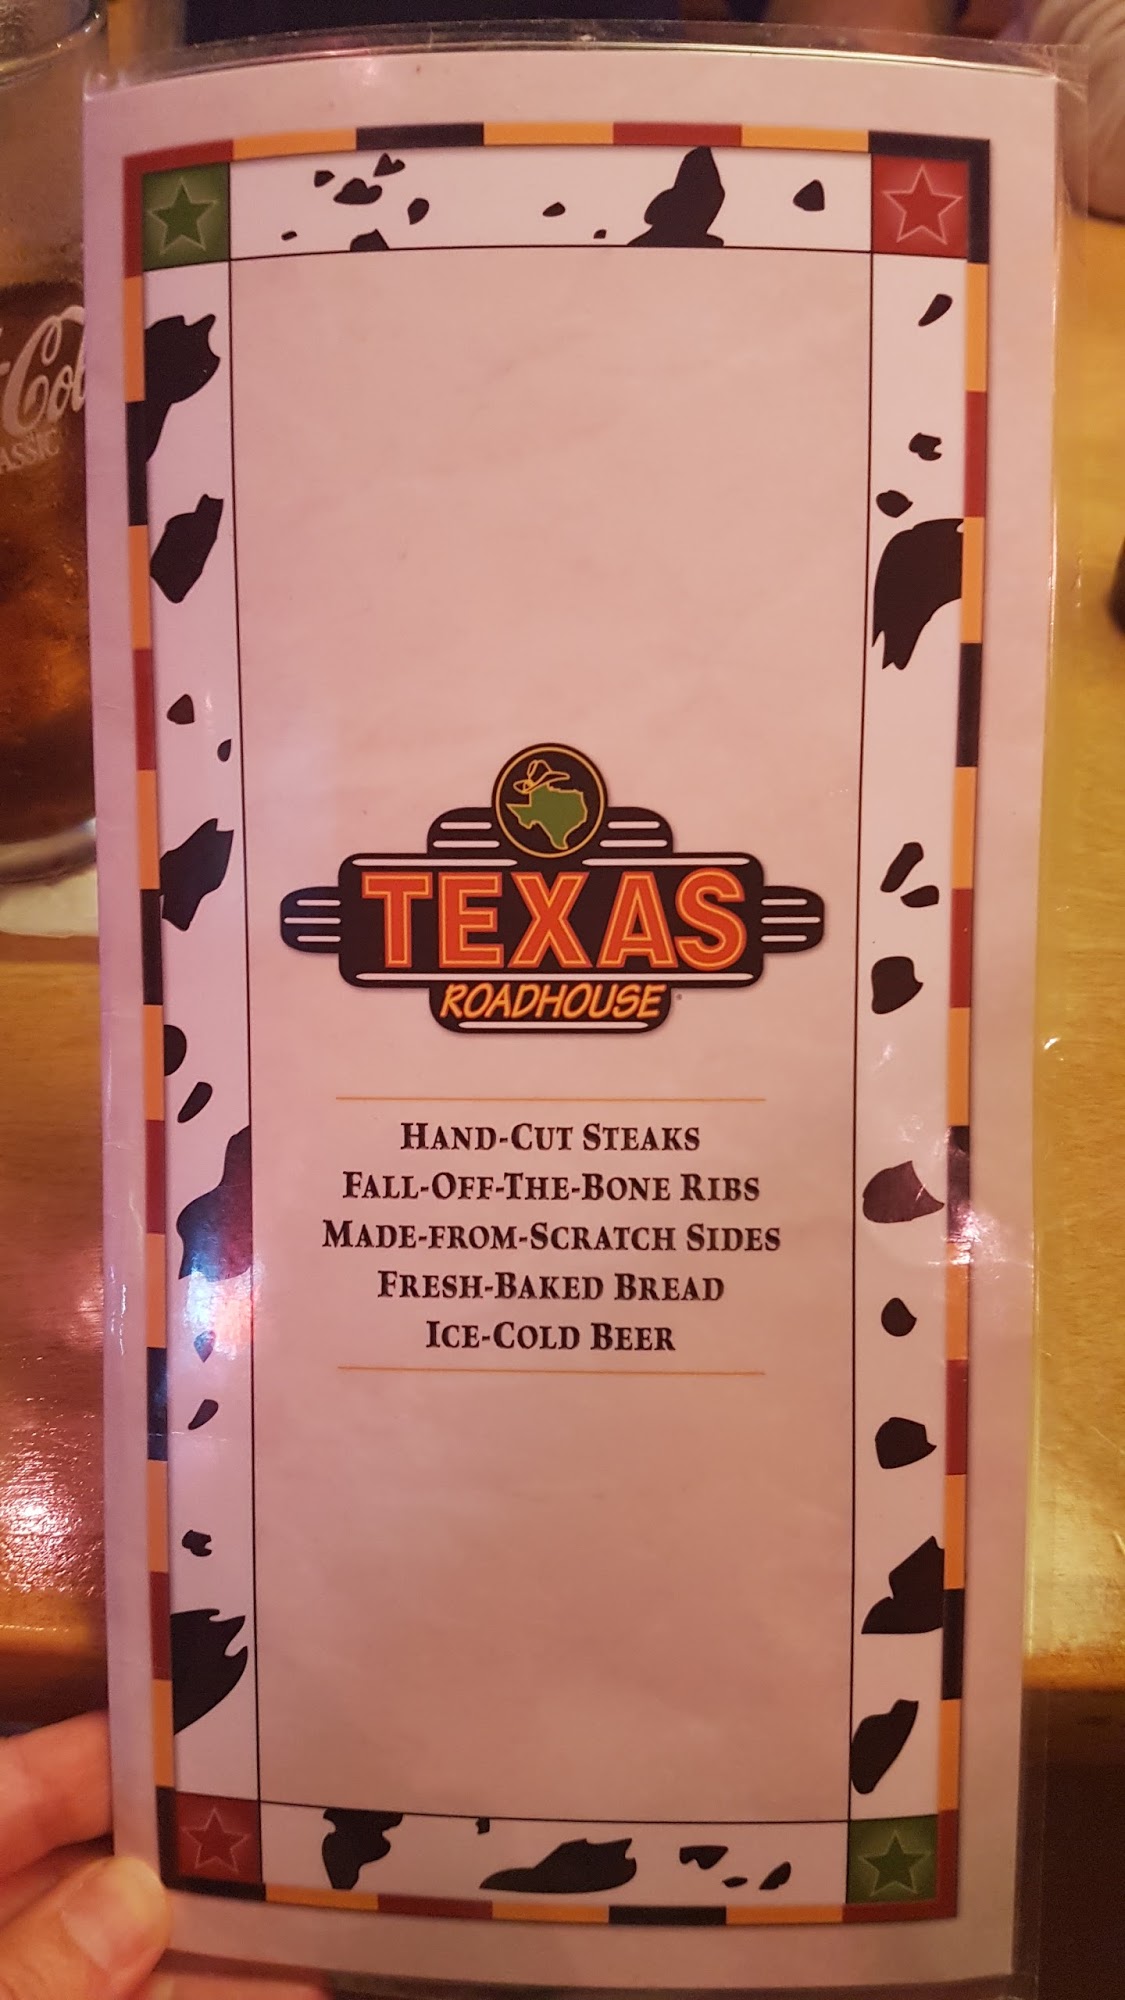 TEXAS
ROADHOUSE
HAND-CUT STEAKS
FALL-OFF-THE-BONE RIBS
MADE-FROM-SCRATCH SIDES
FRESH-BAKED BREAD
ICE-COLD BEER